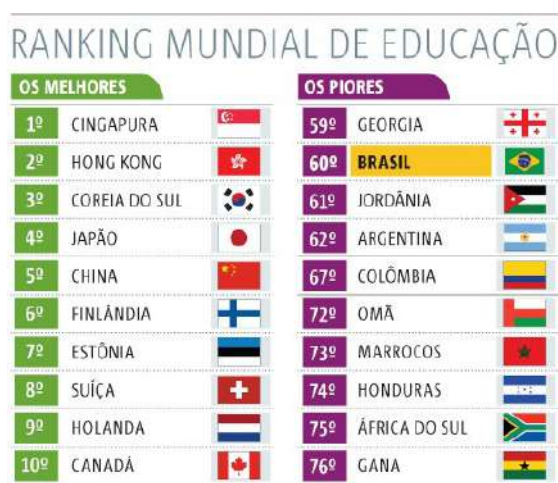 RANKING MUNDIAL DE EDUCAÇÃO
OS MELHORES
1º CINGAPURA
2º HONG KONG
3º COREIA DO SUL
4º JAPÃO
5º CHINA
6º FINLÂNDIA
7º ESTÔNIA
8º SUÍÇA
9º HOLANDA
10º CANADÁ
OS PIORES
59º GEORGIA
60º BRASIL
61º JORDÂNIA
62º ARGENTINA
67º COLÔMBIA
72º OMÃ
73º MARROCOS
74º HONDURAS
75º ÁFRICA DO SUL
76º GANA